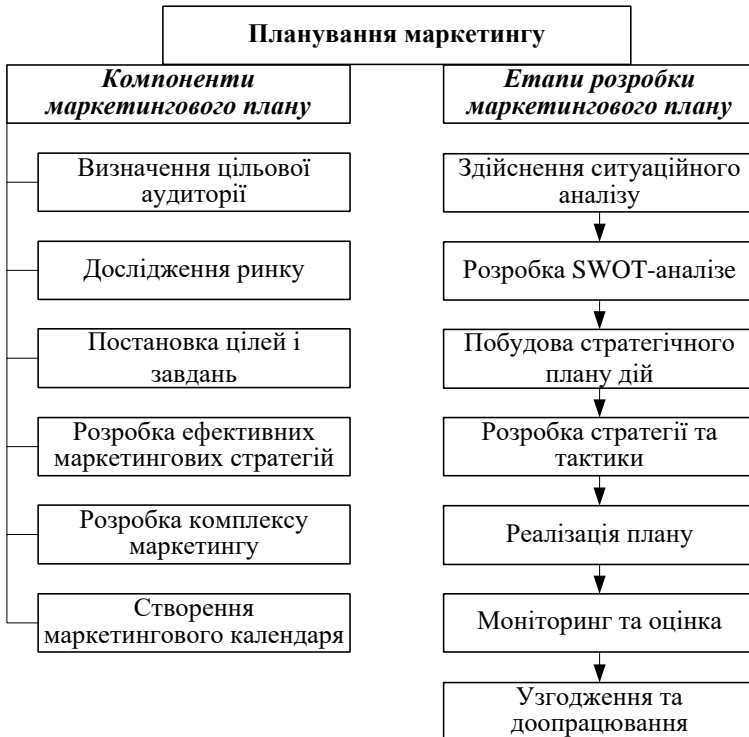 Планування маркетингу
Компоненти
маркетингового плану
Визначення цільової
аудиторії
Дослідження ринку
Постановка цілей і
завдань
Розробка ефективних
маркетингових стратегій
Розробка комплексу
маркетингу
Створення
маркетингового календаря
Етапи розробки
маркетингового плану
Здійснення ситуаційного
аналізу
Розробка SWOT-аналізе
Побудова стратегічного
плану дій
Розробка стратегії та
тактики
Реалізація плану
Моніторинг та оцінка
Узгодження та
доопрацювання